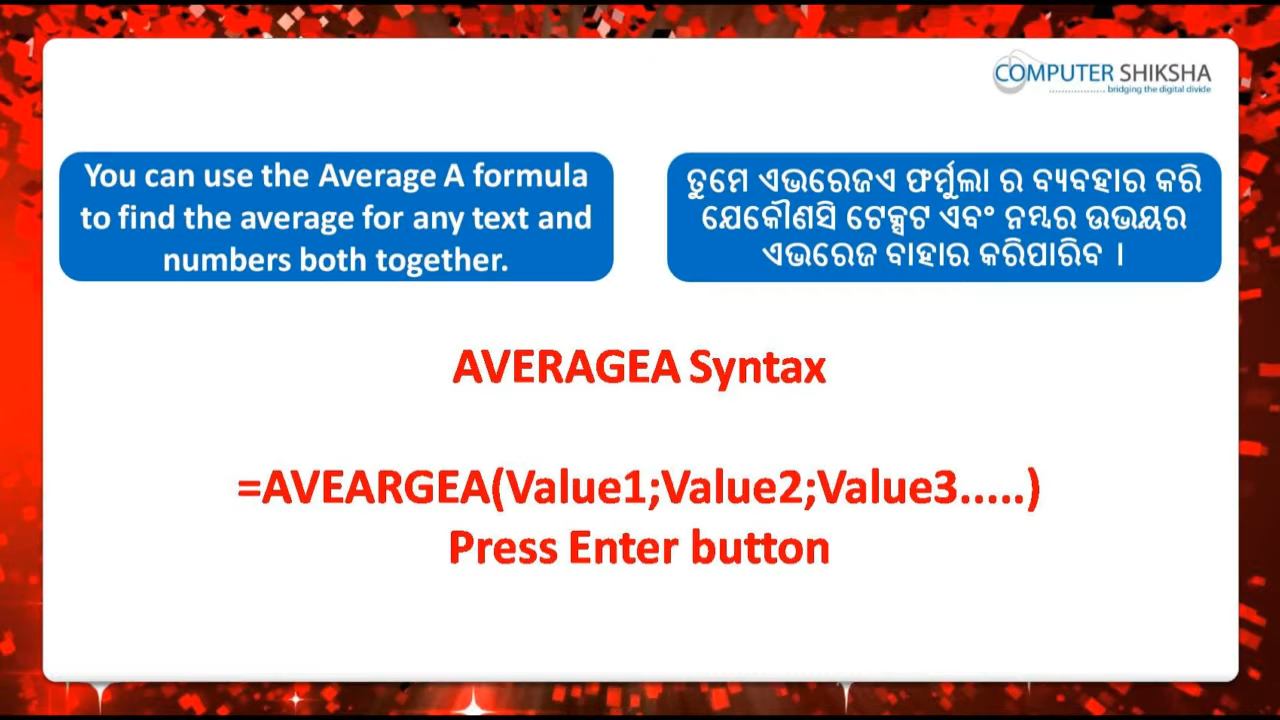 COMPUTER SHIKSHA
bridging the digital divide
You can use the Average A formula
to find the average for any text and
numbers both together.
ତୁମେ ଏଭରେଜଏ ଫର୍ମୁଲା ର ବ୍ୟବହାର କରି
ଯେକୌଣସି ଟେକ୍ସଟ ଏବଂ ନମ୍ବର ଉଭୟର
ଏଭରେଜ ବାହାର କରିପାରିବ ।
AVERAGEA Syntax
=AVEARGEA(Value1;Value2;Value3.....)
Press Enter button